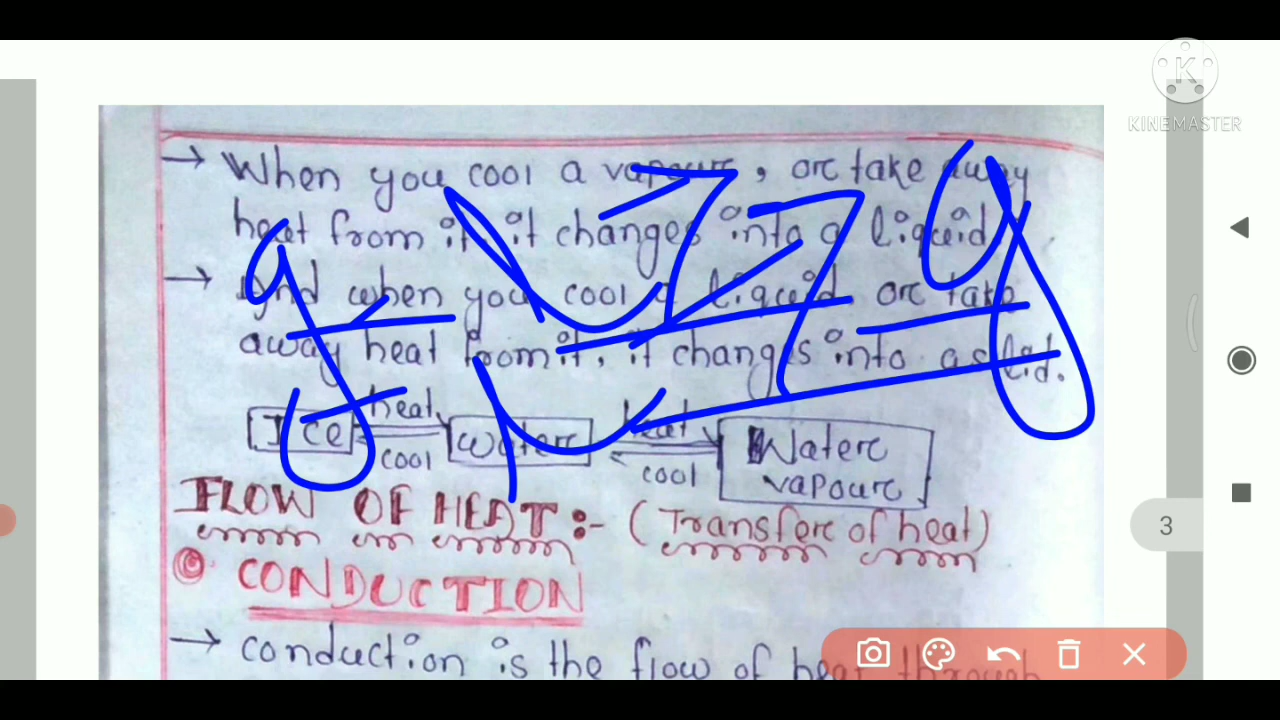 KINEMASTER
→ When you cool a vapour, or take away
heat from it, it changes into a liquid
→ And when you cool a liquid or take
away heat from it, it changes into a solid.
Ice heat cool water heat cool Water vapour
FLOW OF HEAT :- (Transfer of heat)
3
CONDUCTION
→ conduction is the flow of heat through